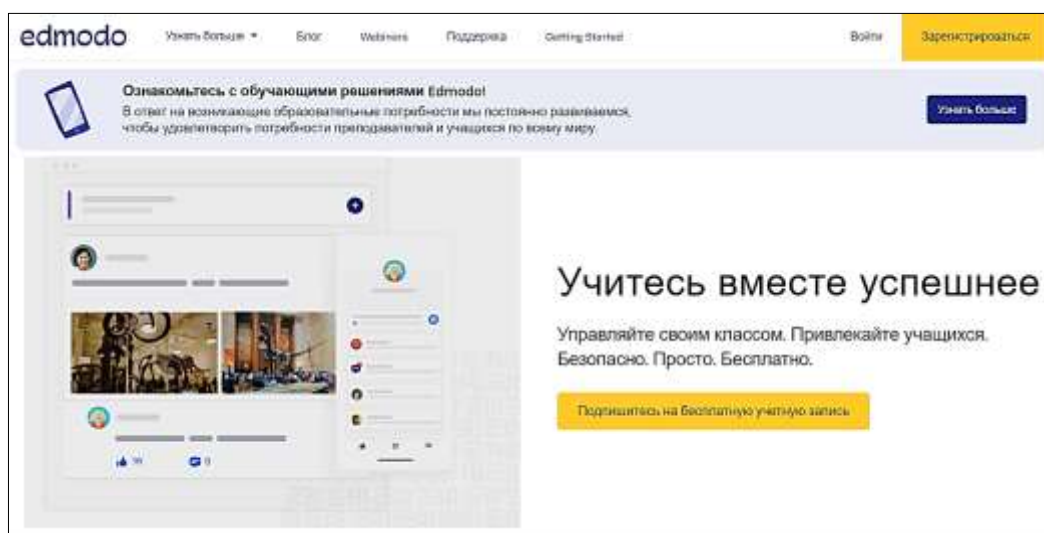 edmodo
Узнать больше
Блог
Webinars
Поддержка
Getting Started
Войти
Зарегистрироваться
Ознакомьтесь с обучающими решениями Edmodo!
В ответ на возникающие образовательные потребности мы постоянно развиваемся,
чтобы удовлетворить потребности преподавателей и учащихся по всему миру.
Узнать больше
Учитесь вместе успешнее
Управляйте своим классом. Привлекайте учащихся.
Безопасно. Просто. Бесплатно.
Подпишитесь на бесплатную учетную запись